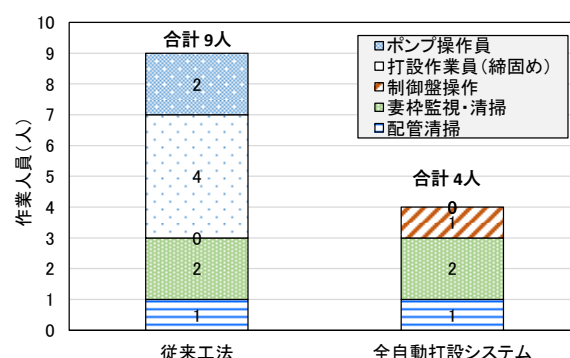 合計 9人
合計 4人
ポンプ操作員
打設作業員(締固め)
制御盤操作
妻枠監視・清掃
配管清掃
作業人員(人)
10
9
8
7
6
5
4
3
2
1
0
2
4
0
2
1
0
0
1
2
1
従来工法
全自動打設システム